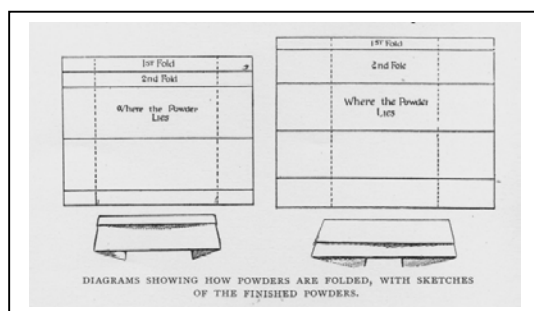 1st Fold
2nd Fold
Where the Powder
Lies
1st Fold
2nd Fole
Where the Powder
Lies
DIAGRAMS SHOWING HOW POWDERS ARE FOLDED, WITH SKETCHES
OF THE FINISHED POWDERS.